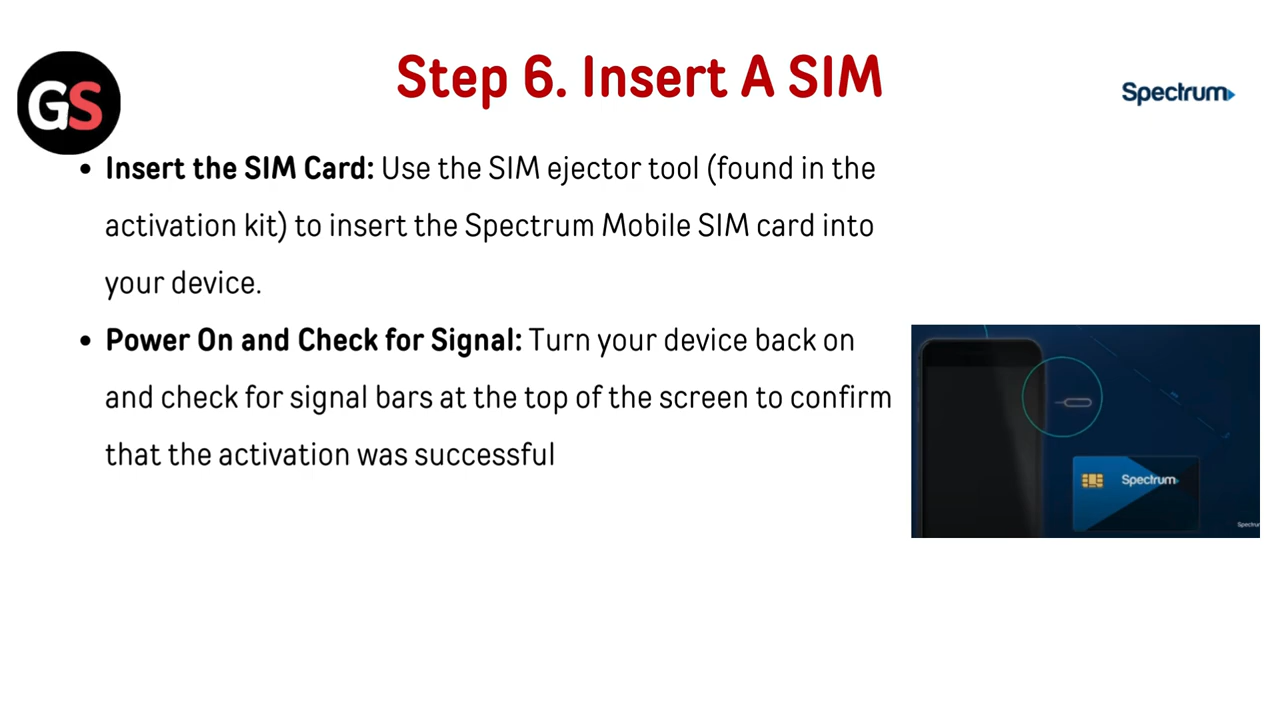 GS
Step 6. Insert A SIM
Spectrum
• Insert the SIM Card: Use the SIM ejector tool (found in the
activation kit) to insert the Spectrum Mobile SIM card into
your device.
• Power On and Check for Signal: Turn your device back on
and check for signal bars at the top of the screen to confirm
that the activation was successful
Spectrum
Spectru